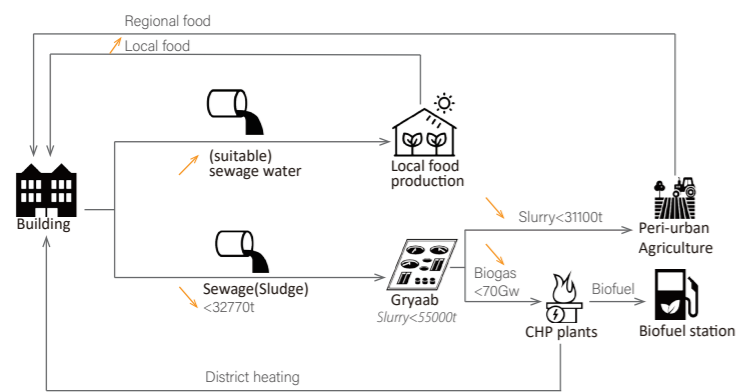 Regional food
Local food
(suitable)
sewage water
Local food
production
Building
Slurry<31100t
Peri-urban
Agriculture
Sewage(Sludge)
<32770t
Gryaab
Slurry<55000t
Biogas
<70Gw
Biofuel
CHP plants
Biofuel station
District heating